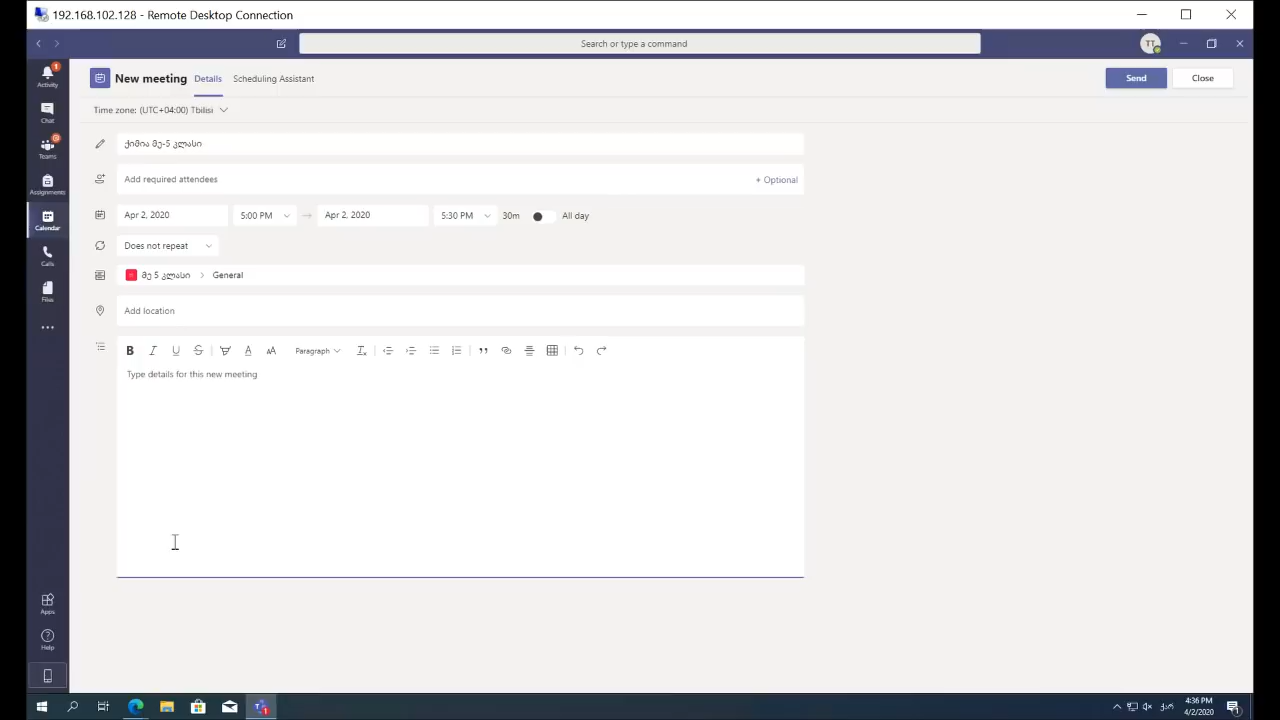 192.168.102.128 - Remote Desktop Connection
Search or type a command
TT
Activity
Chat
Teams
Assignments
Calendar
Calls
Files
Apps
Help
New meeting Details Scheduling Assistant
Send Close
Time zone: (UTC+04:00) Tbilisi
ქიმია მე-5 კლასი
Add required attendees + Optional
Apr 2, 2020 5:00 PM → Apr 2, 2020 5:30 PM 30m All day
Does not repeat
მე 5 კლასი > General
Add location
B I U S A AA Paragraph
Type details for this new meeting
4:36 PM
4/2/2020